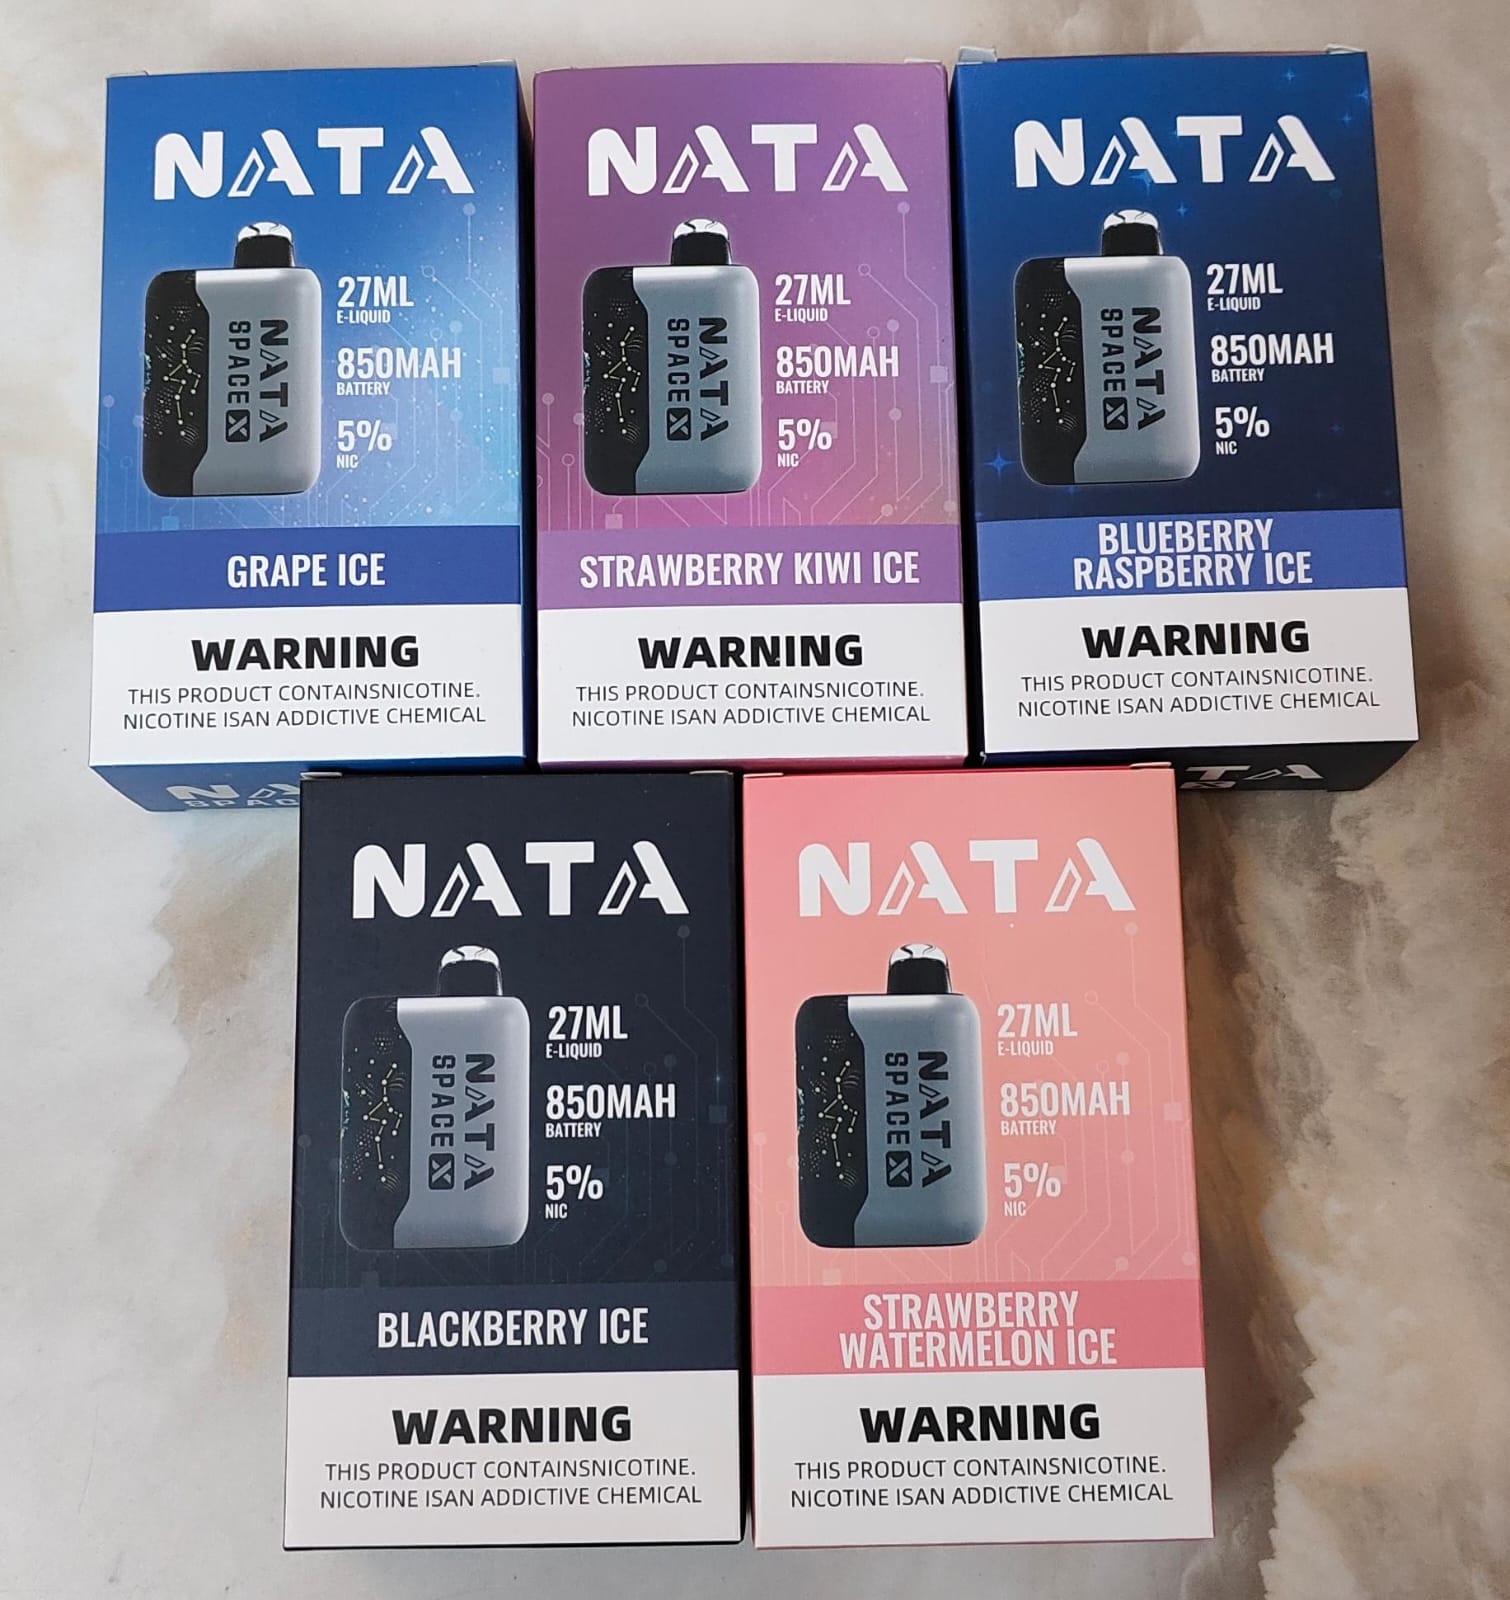 NATA
27ML
E-LIQUID
850MAH
BATTERY
5%
NIC
NATA
SPACE X
GRAPE ICE
WARNING
THIS PRODUCT CONTAINSNICOTINE.
NICOTINE ISAN ADDICTIVE CHEMICAL
NATA
27ML
E-LIQUID
850MAH
BATTERY
5%
NIC
NATA
SPACE X
STRAWBERRY KIWI ICE
WARNING
THIS PRODUCT CONTAINSNICOTINE.
NICOTINE ISAN ADDICTIVE CHEMICAL
NATA
27ML
E-LIQUID
850MAH
BATTERY
5%
NIC
NATA
SPACE X
BLUEBERRY
RASPBERRY ICE
WARNING
THIS PRODUCT CONTAINSNICOTINE.
NICOTINE ISAN ADDICTIVE CHEMICAL
NATA
27ML
E-LIQUID
850MAH
BATTERY
5%
NIC
NATA
SPACE X
BLACKBERRY ICE
WARNING
THIS PRODUCT CONTAINSNICOTINE.
NICOTINE ISAN ADDICTIVE CHEMICAL
NATA
27ML
E-LIQUID
850MAH
BATTERY
5%
NIC
NATA
SPACE X
STRAWBERRY
WATERMELON ICE
WARNING
THIS PRODUCT CONTAINSNICOTINE.
NICOTINE ISAN ADDICTIVE CHEMICAL